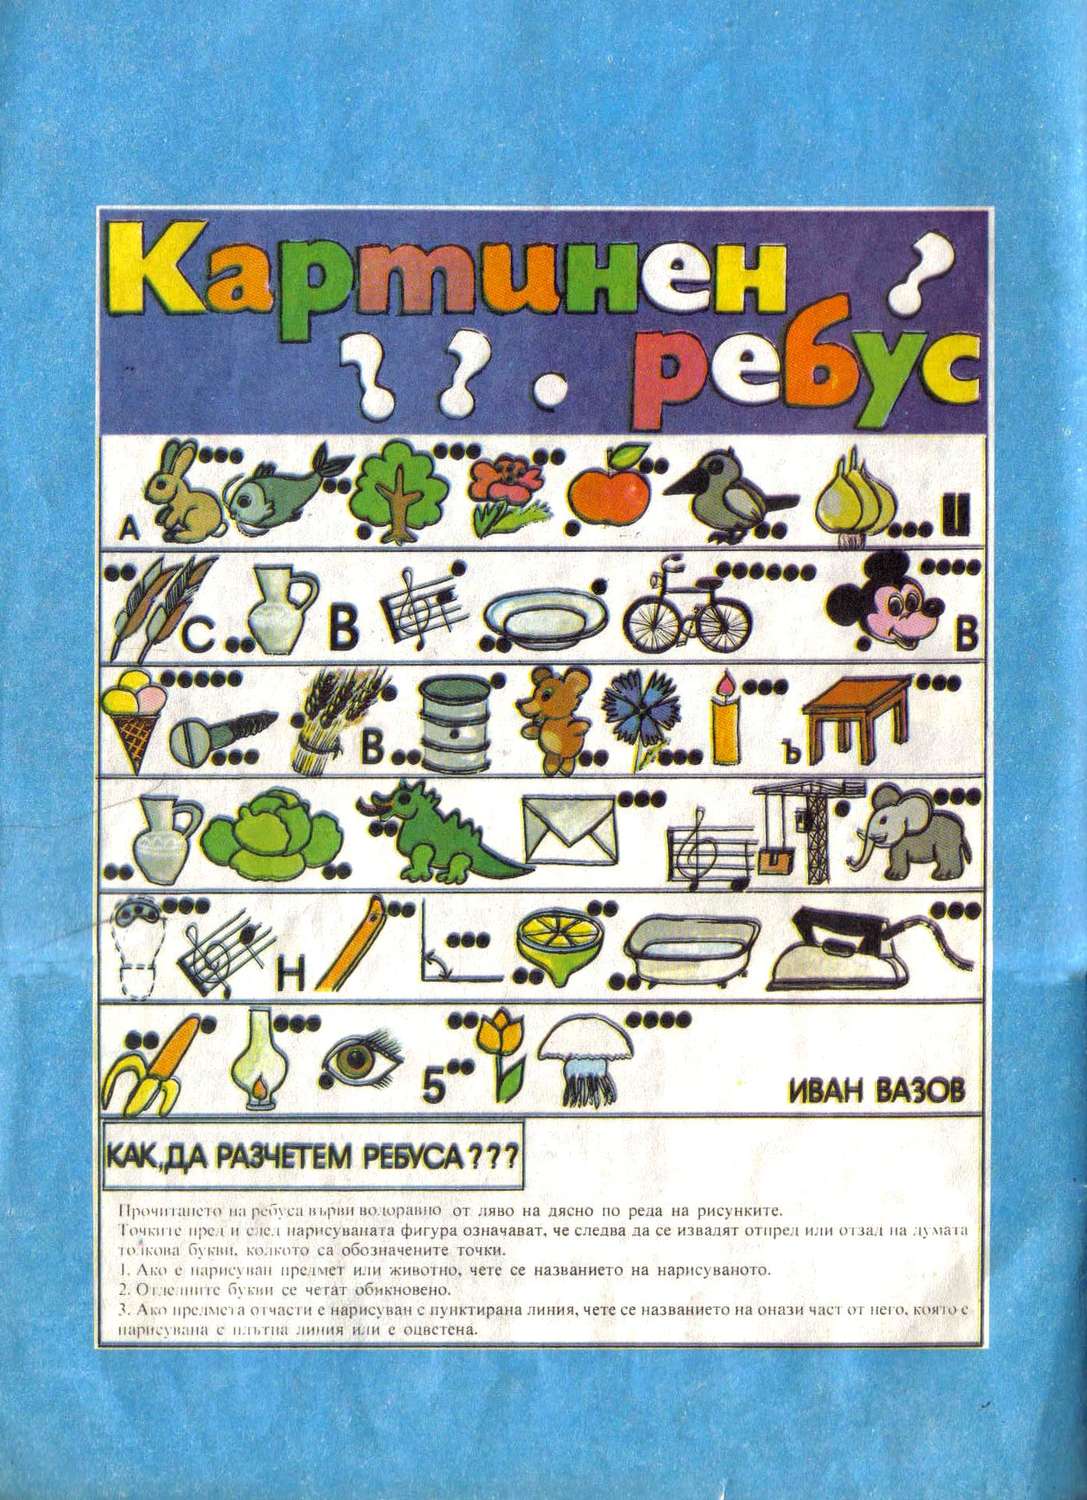 Картинен
ребус
? ? ? .
А
Ш
С
В
В
В
Ъ
Н
5
ИВАН ВАЗОВ
КАК,ДА РАЗЧЕТЕМ РЕБУСА???
Прочитането на ребуса върви водоравно от ляво на дясно по реда на рисунките.
Точките пред и след нарисуваната фигура означават, че следва да се извадят отпред или отзад на думата
толкова букви, колкото са обозначените точки.
1. Ако е нарисуван предмет или животно, чете се названието на нарисуваното.
2. Отделните букви се четат обикновено.
3. Ако предмета отчасти е нарисуван с пунктирана линия, чете се названието на онази част от него, която е
нарисувана с плътна линия или е оцветена.